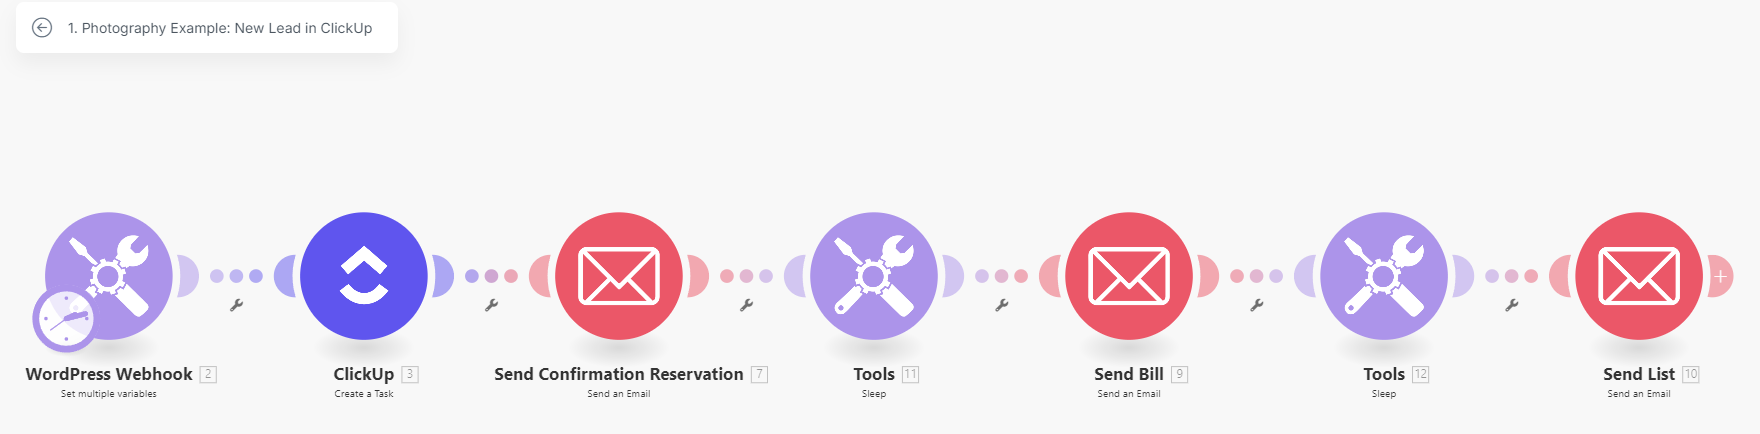 1. Photography Example: New Lead in ClickUp
WordPress Webhook 2
Set multiple variables
ClickUp 3
Create a Task
Send Confirmation Reservation 7
Send an Email
Tools 11
Sleep
Send Bill 9
Send an Email
Tools 12
Sleep
Send List 10
Send an Email